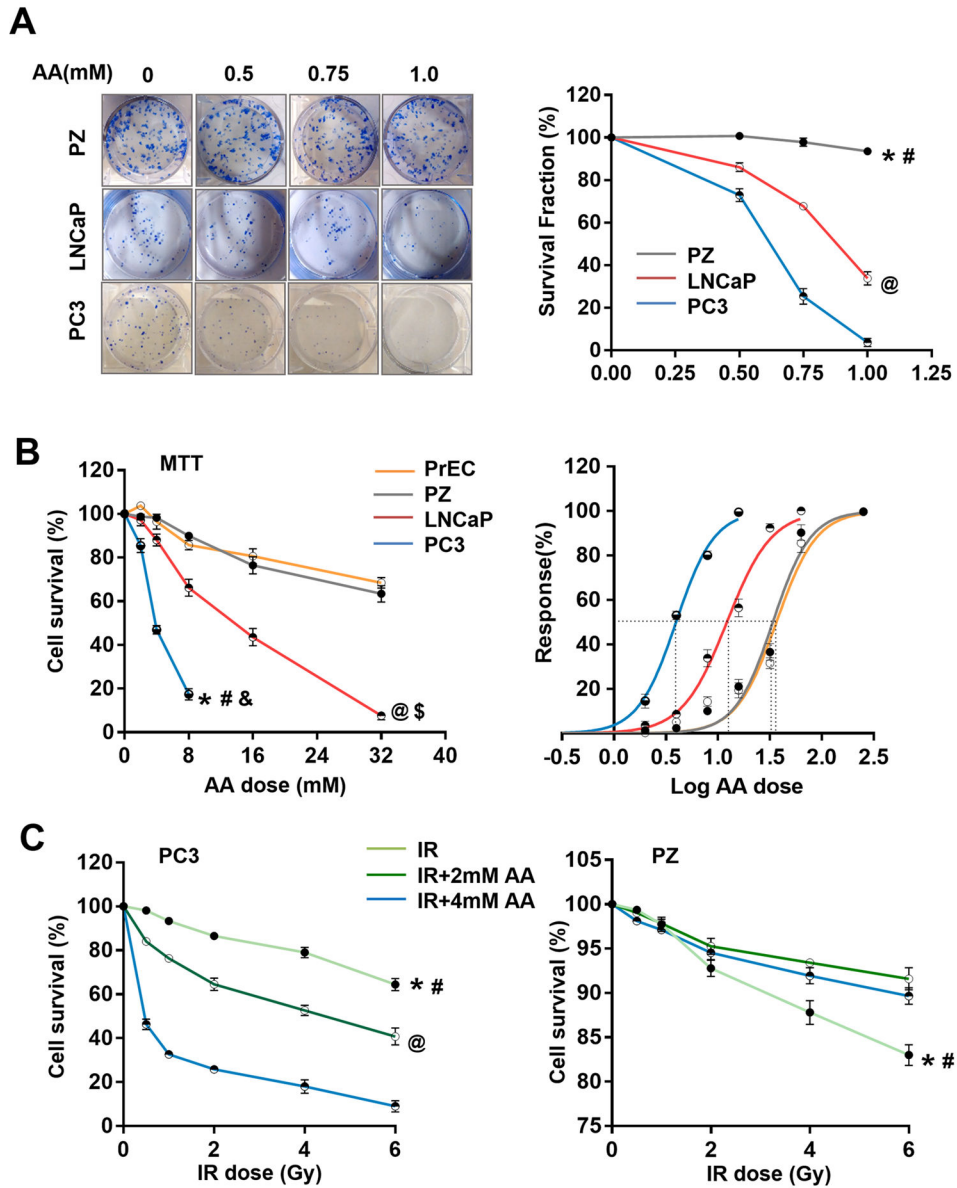 A
AA(mM) 0 0.5 0.75 1.0
PZ
LNCaP
PC3
Survival Fraction (%)
120
100
80
60
40
20
0
0.00 0.25 0.50 0.75 1.00 1.25
PZ
LNCaP
PC3
* #
@
B
MTT
PrEC
PZ
LNCaP
PC3
Cell survival (%)
120
100
80
60
40
20
0
0 8 16 24 32 40
AA dose (mM)
* # &
@ $
Response(%)
120
100
80
60
40
20
-0.5 0.0 0.5 1.0 1.5 2.0 2.5
Log AA dose
C
PC3
IR
IR+2mM AA
IR+4mM AA
Cell survival (%)
120
100
80
60
40
20
0
0 2 4 6
IR dose (Gy)
* #
@
PZ
Cell survival (%)
105
100
95
90
85
80
75
0 2 4 6
IR dose (Gy)
* #